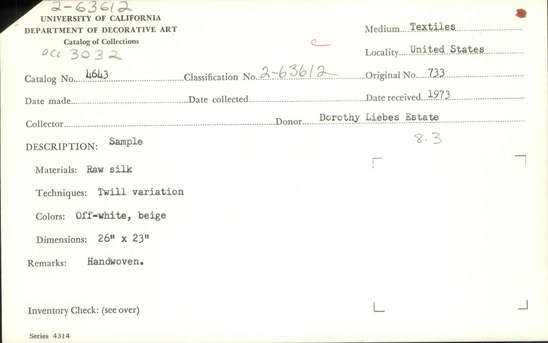 2-63612
UNIVERSITY OF CALIFORNIA
DEPARTMENT OF DECORATIVE ART
Catalog of Collections
acc 3032
c
Medium Textiles
Locality United States
Catalog No. 4643 Classification No. 2-63612 Original No. 733
Date made Date collected Date received 1973
Collector Donor Dorothy Liebes Estate
8.3
DESCRIPTION: Sample
Materials: Raw silk
Techniques: Twill variation
Colors: Off-white, beige
Dimensions: 26" x 23"
Remarks: Handwoven.
Inventory Check: (see over)
Series 4314